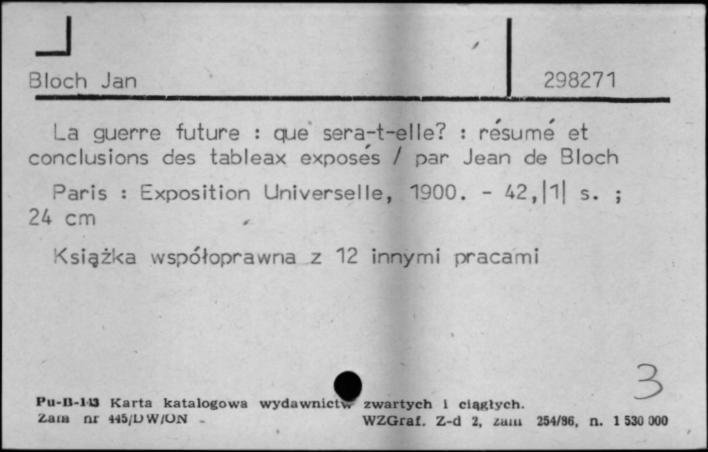 Bloch Jan 298271
La guerre future : que sera-t-elle? : résumé et
conclusions des tableax exposés / par Jean de Bloch
Paris : Exposition Universelle, 1900. - 42,|1| s. ;
24 cm
Książka współoprawna z 12 innymi pracami
3
Pu-B-143 Karta katalogowa wydawnictw zwartych i ciągłych.
Zam nr 445/DW/ON - WZGraf. Z-d 2, zam 254/86, n. 1 530 000